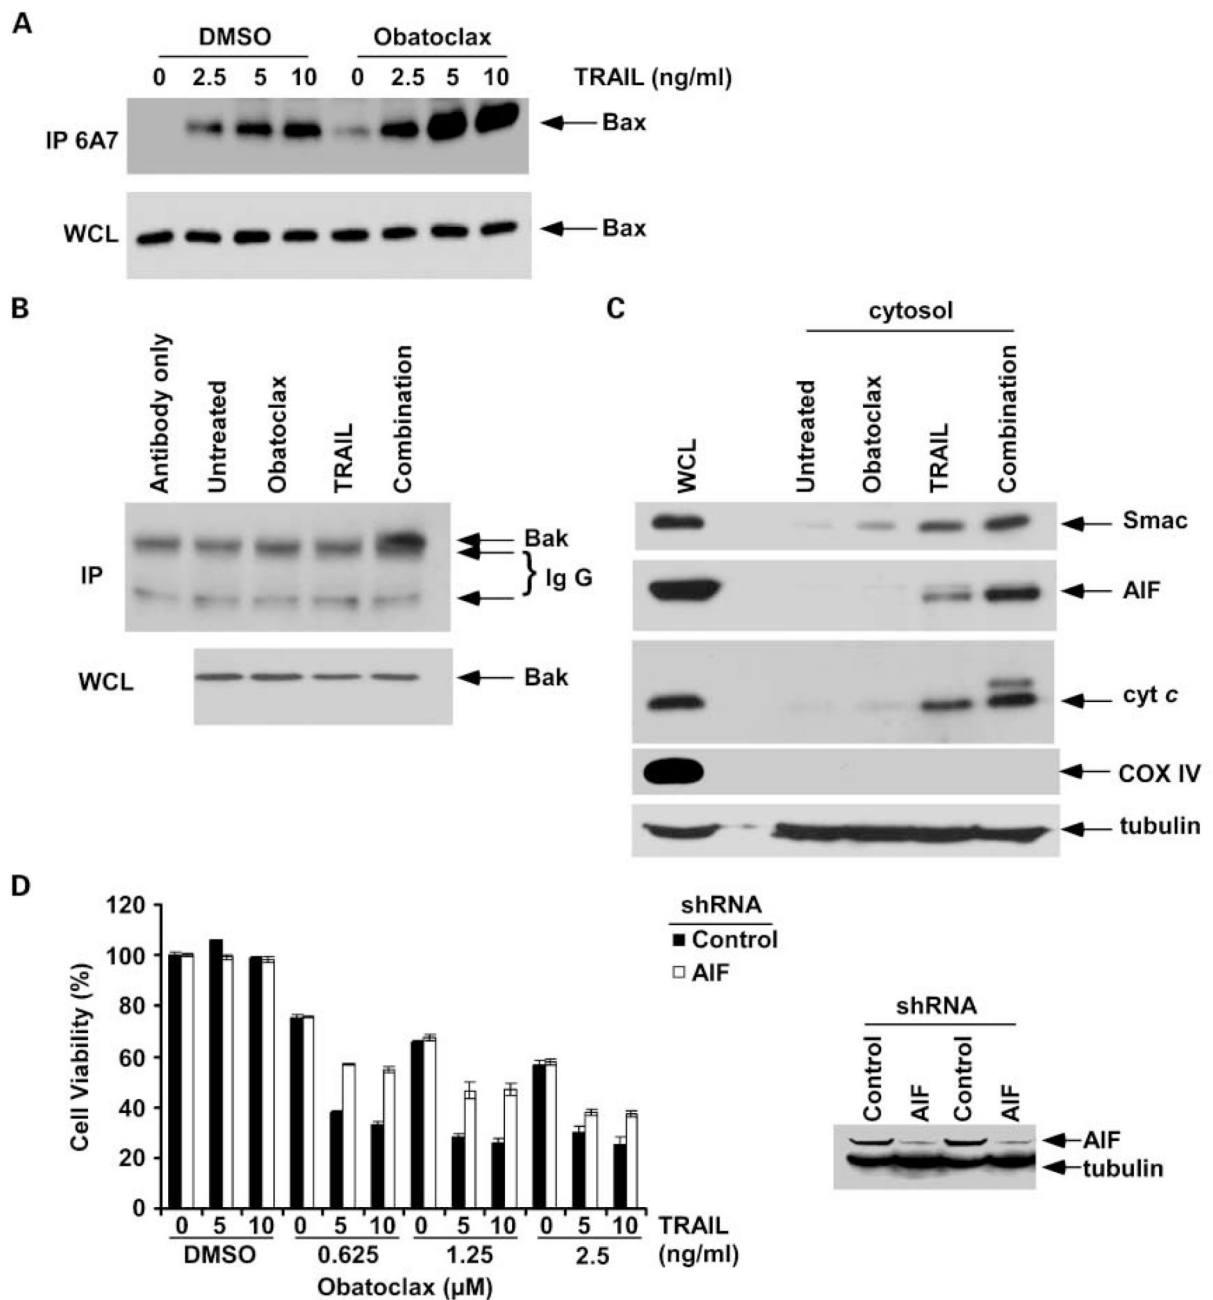 A
DMSO Obatoclax
0 2.5 5 10 0 2.5 5 10 TRAIL (ng/ml)
IP 6A7 Bax
WCL Bax
B
Antibody only
Untreated
Obatoclax
TRAIL
Combination
IP Bak
Ig G
WCL Bak
C
cytosol
WCL
Untreated
Obatoclax
TRAIL
Combination
Smac
AIF
cyt c
COX IV
tubulin
D
Cell Viability (%)
120
100
80
60
40
20
0
0 5 10 0 5 10 0 5 10 0 5 10 TRAIL
DMSO 0.625 1.25 2.5 (ng/ml)
Obatoclax (µM)
shRNA
Control
AIF
shRNA
Control
AIF
Control
AIF
AIF
tubulin